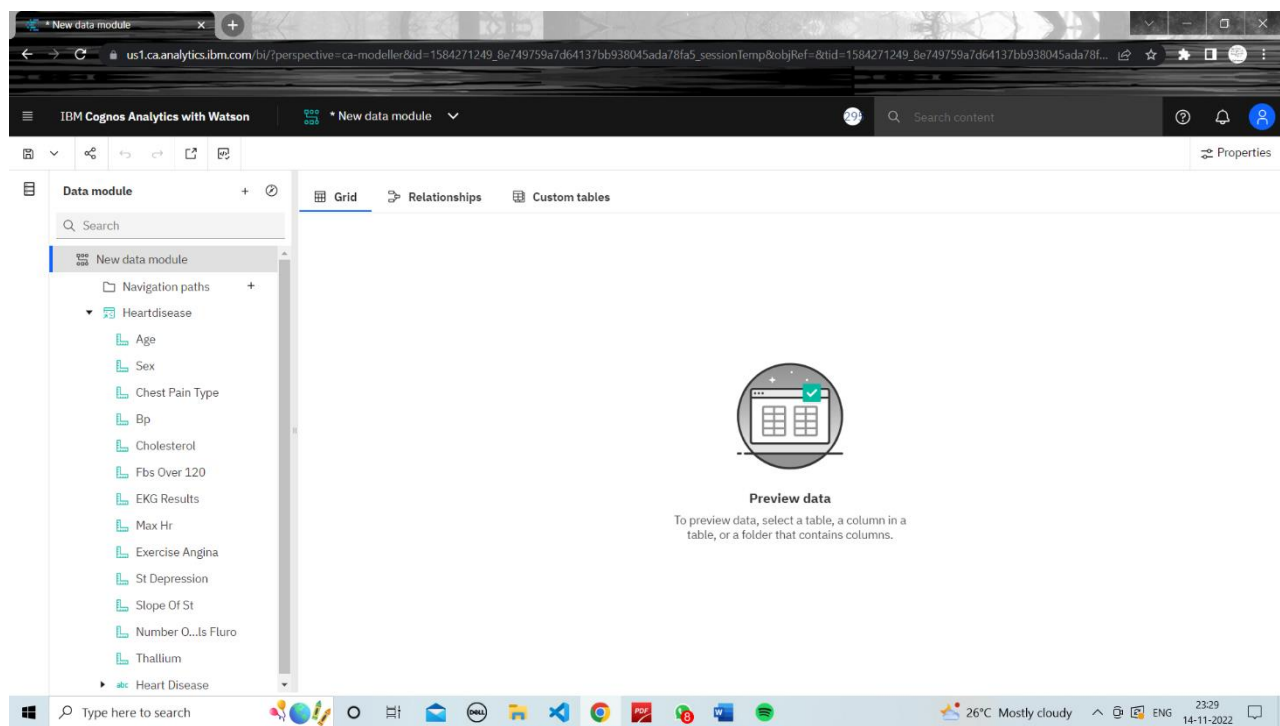 * New data module
us1.ca.analytics.ibm.com/bi/?perspective=ca-modeller&id=1584271249_8e749759a7d64137bb938045ada78fa5_sessionTemp&objRef=&tid=1584271249_8e749759a7d64137bb938045ada78f...
IBM Cognos Analytics with Watson
* New data module
Search content
Properties
Data module
Grid
Relationships
Custom tables
Search
New data module
Navigation paths
Heartdisease
Age
Sex
Chest Pain Type
Bp
Cholesterol
Fbs Over 120
EKG Results
Max Hr
Exercise Angina
St Depression
Slope Of St
Number O...ls Fluro
Thallium
abc Heart Disease
Preview data
To preview data, select a table, a column in a
table, or a folder that contains columns.
Type here to search
DELL
PDF
26°C Mostly cloudy
ENG
23:29
14-11-2022